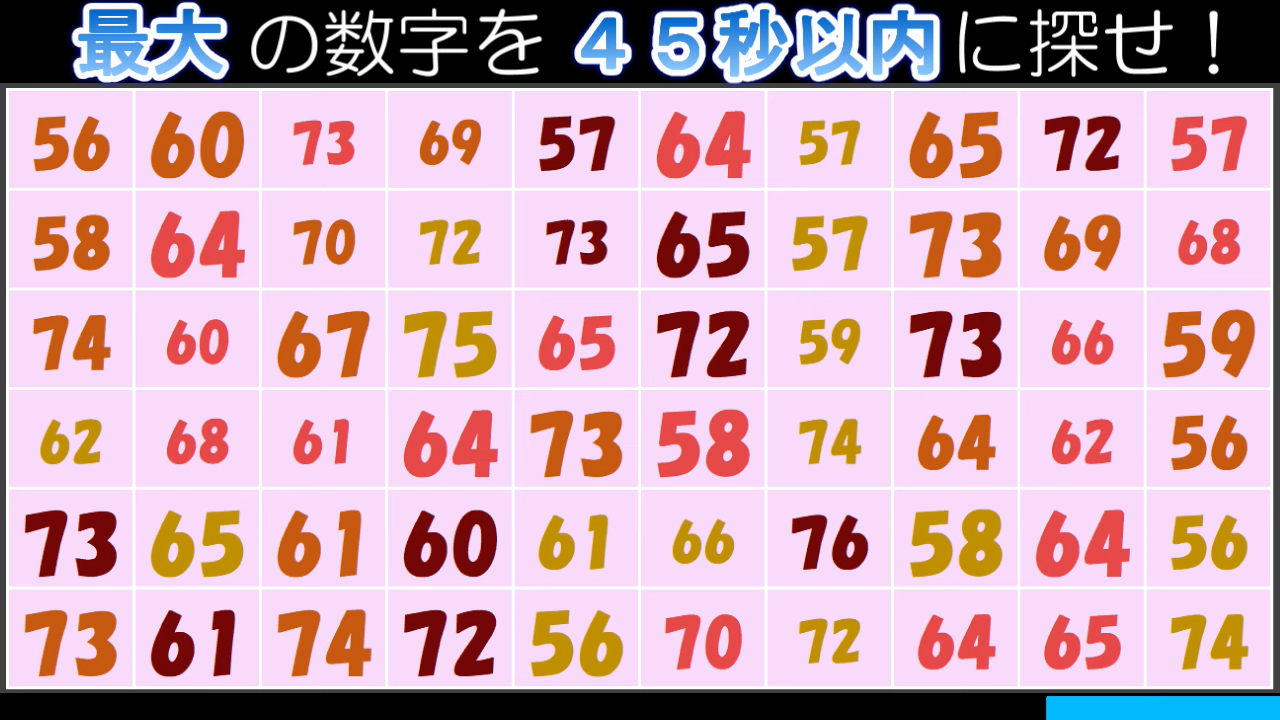 最大の数字を４５秒以内に探せ！
56 60 73 69 57 64 57 65 72 57
58 64 70 72 73 65 57 73 69 68
74 60 67 75 65 72 59 73 66 59
62 68 61 64 73 58 74 64 62 56
73 65 61 60 61 66 76 58 64 56
73 61 74 72 56 70 72 64 65 74